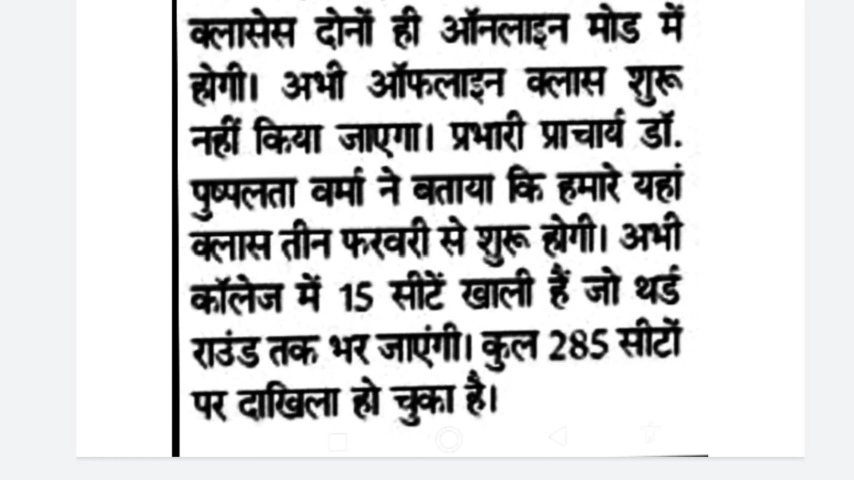 क्लासेस दोनों ही ऑनलाइन मोड में
होगी। अभी ऑफलाइन क्लास शुरू
नहीं किया जाएगा। प्रभारी प्राचार्य डॉ.
पुष्पलता वर्मा ने बताया कि हमारे यहां
क्लास तीन फरवरी से शुरू होगी। अभी
कॉलेज में 15 सीटें खाली हैं जो थर्ड
राउंड तक भर जाएंगी। कुल 285 सीटों
पर दाखिला हो चुका है।